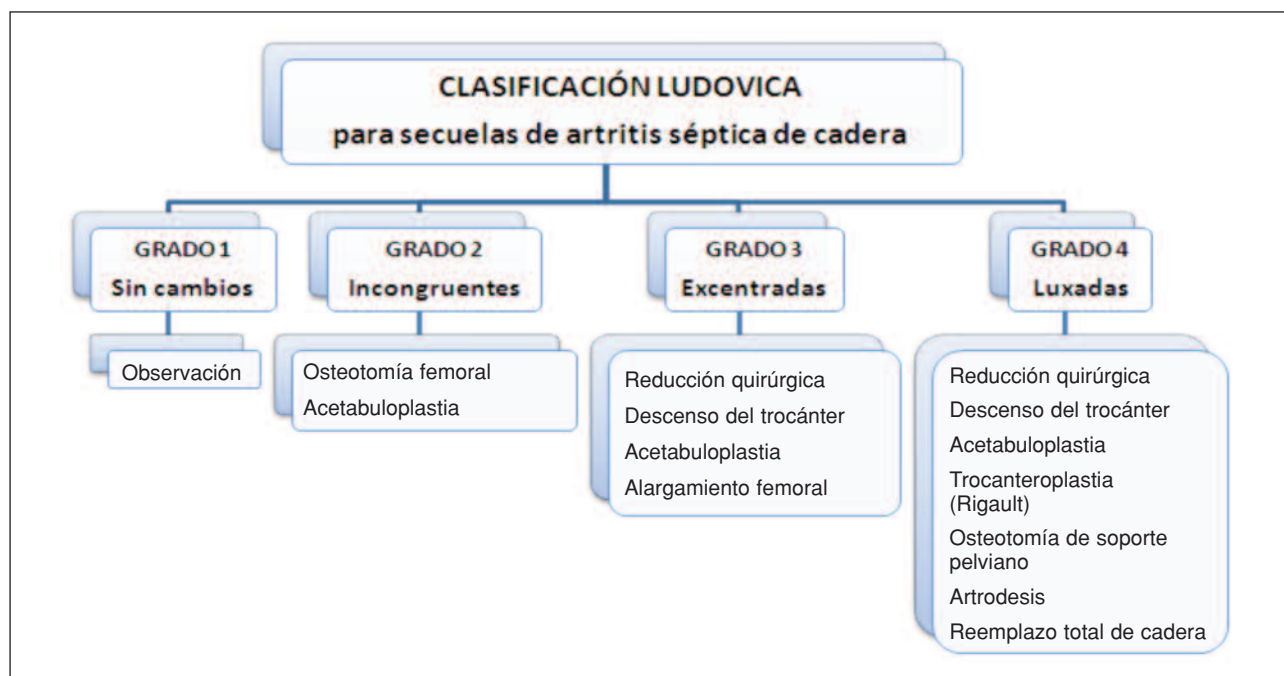 CLASIFICACIÓN LUDOVICA
para secuelas de artritis séptica de cadera
GRADO 1
Sin cambios
Observación
GRADO 2
Incongruentes
Osteotomía femoral
Acetabuloplastia
GRADO 3
Excentradas
Reducción quirúrgica
Descenso del trocánter
Acetabuloplastia
Alargamiento femoral
GRADO 4
Luxadas
Reducción quirúrgica
Descenso del trocánter
Acetabuloplastia
Trocanteroplastia
(Rigault)
Osteotomía de soporte
pelviano
Artrodesis
Reemplazo total de cadera